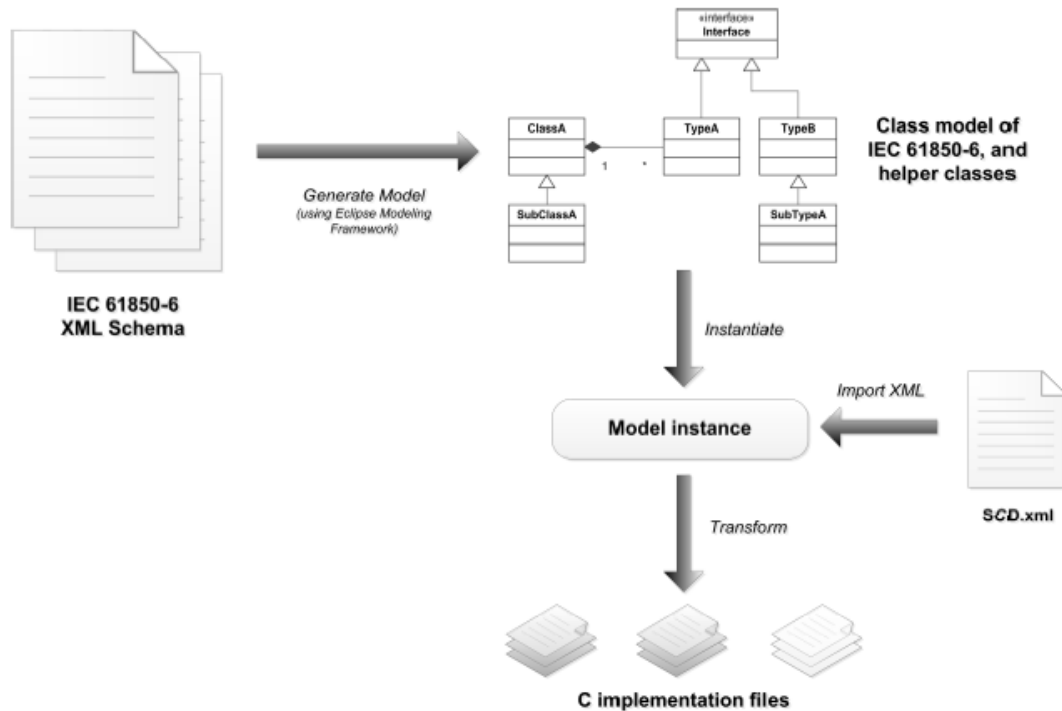 «interface»
Interface
ClassA
TypeA
TypeB
1
*
SubClassA
SubTypeA
Class model of
IEC 61850-6, and
helper classes
Generate Model
(using Eclipse Modeling
Framework)
IEC 61850-6
XML Schema
Instantiate
Import XML
Model instance
SCD.xml
Transform
C implementation files